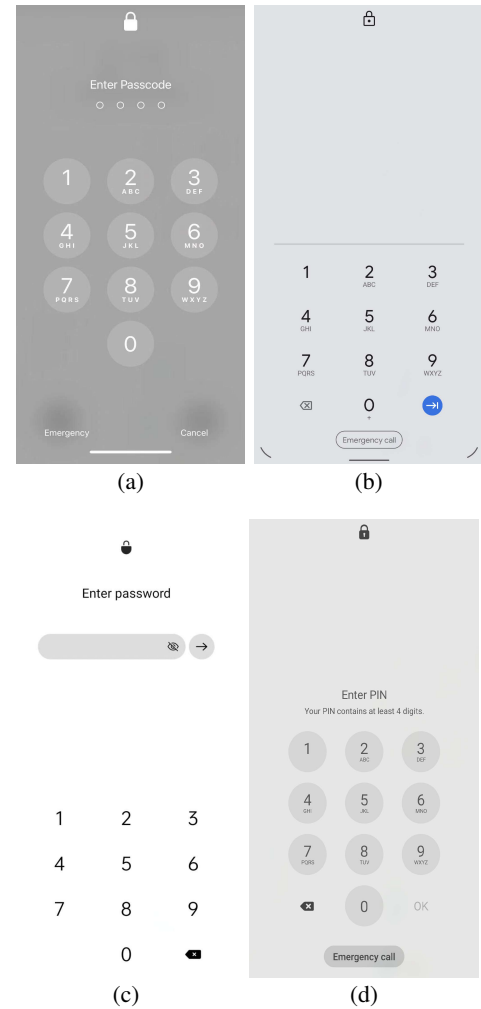 Enter Passcode
1 2 3
ABC DEF
4 5 6
GHI JKL MNO
7 8 9
PQRS TUV WXYZ
0
Emergency Cancel
(a)
1 2 3
ABC DEF
4 5 6
GHI JKL MNO
7 8 9
PQRS TUV WXYZ
0
+
Emergency call
(b)
Enter password
1 2 3
4 5 6
7 8 9
0
(c)
Enter PIN
Your PIN contains at least 4 digits.
1 2 3
ABC DEF
4 5 6
GHI JKL MNO
7 8 9
PQRS TUV WXYZ
0 OK
Emergency call
(d)